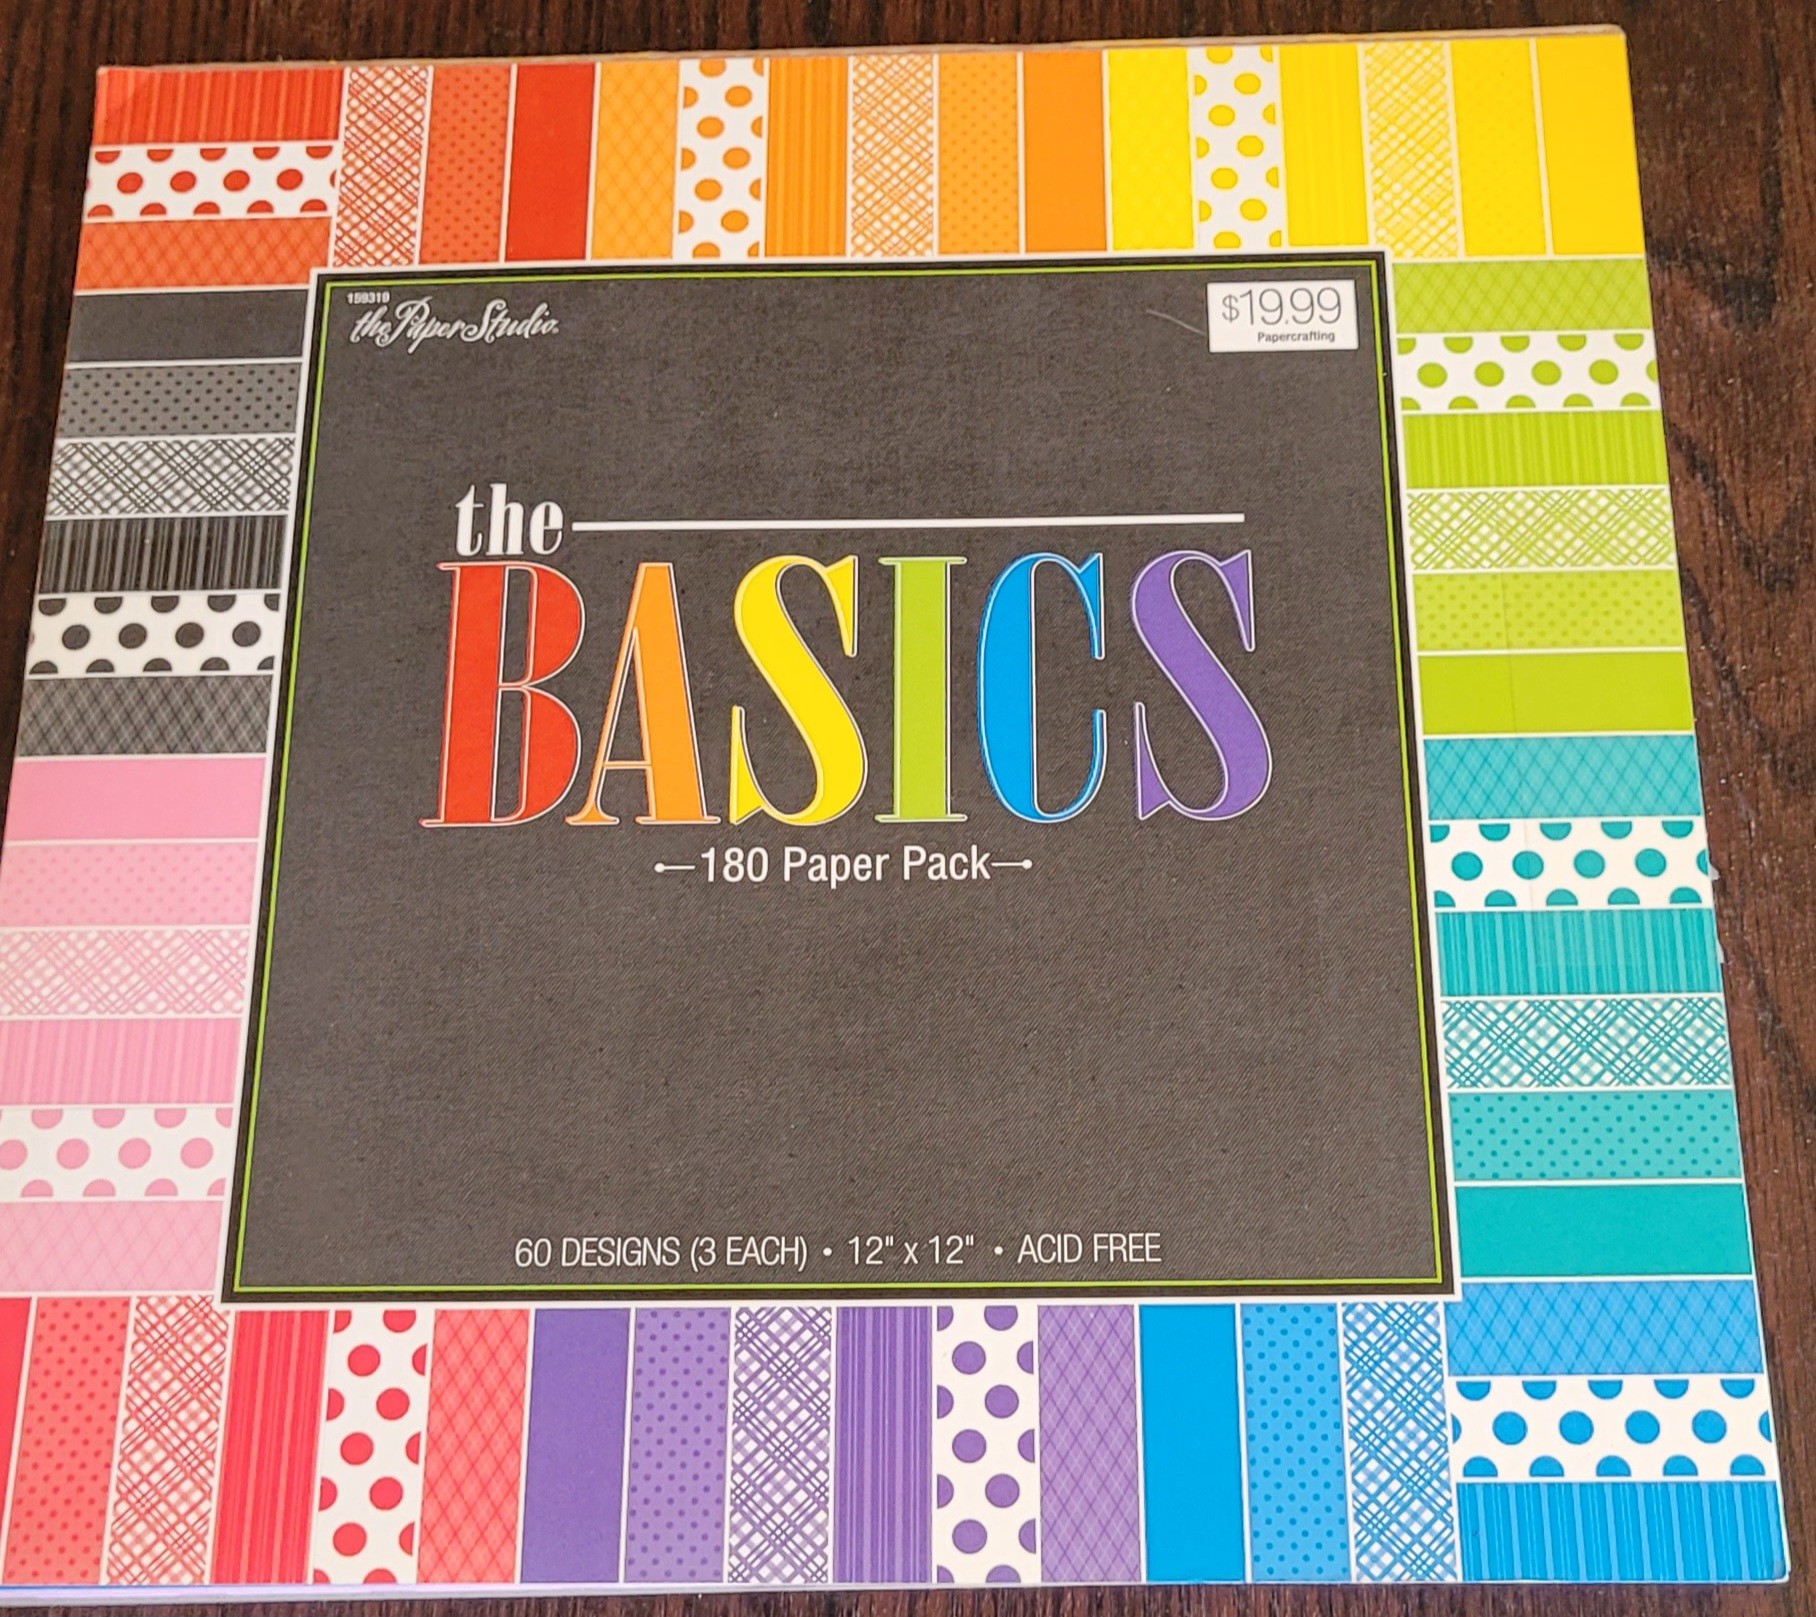 159319
the Paper Studio.
$19.99
Papercrafting
the
BASICS
180 Paper Pack
60 DESIGNS (3 EACH) • 12" x 12" • ACID FREE